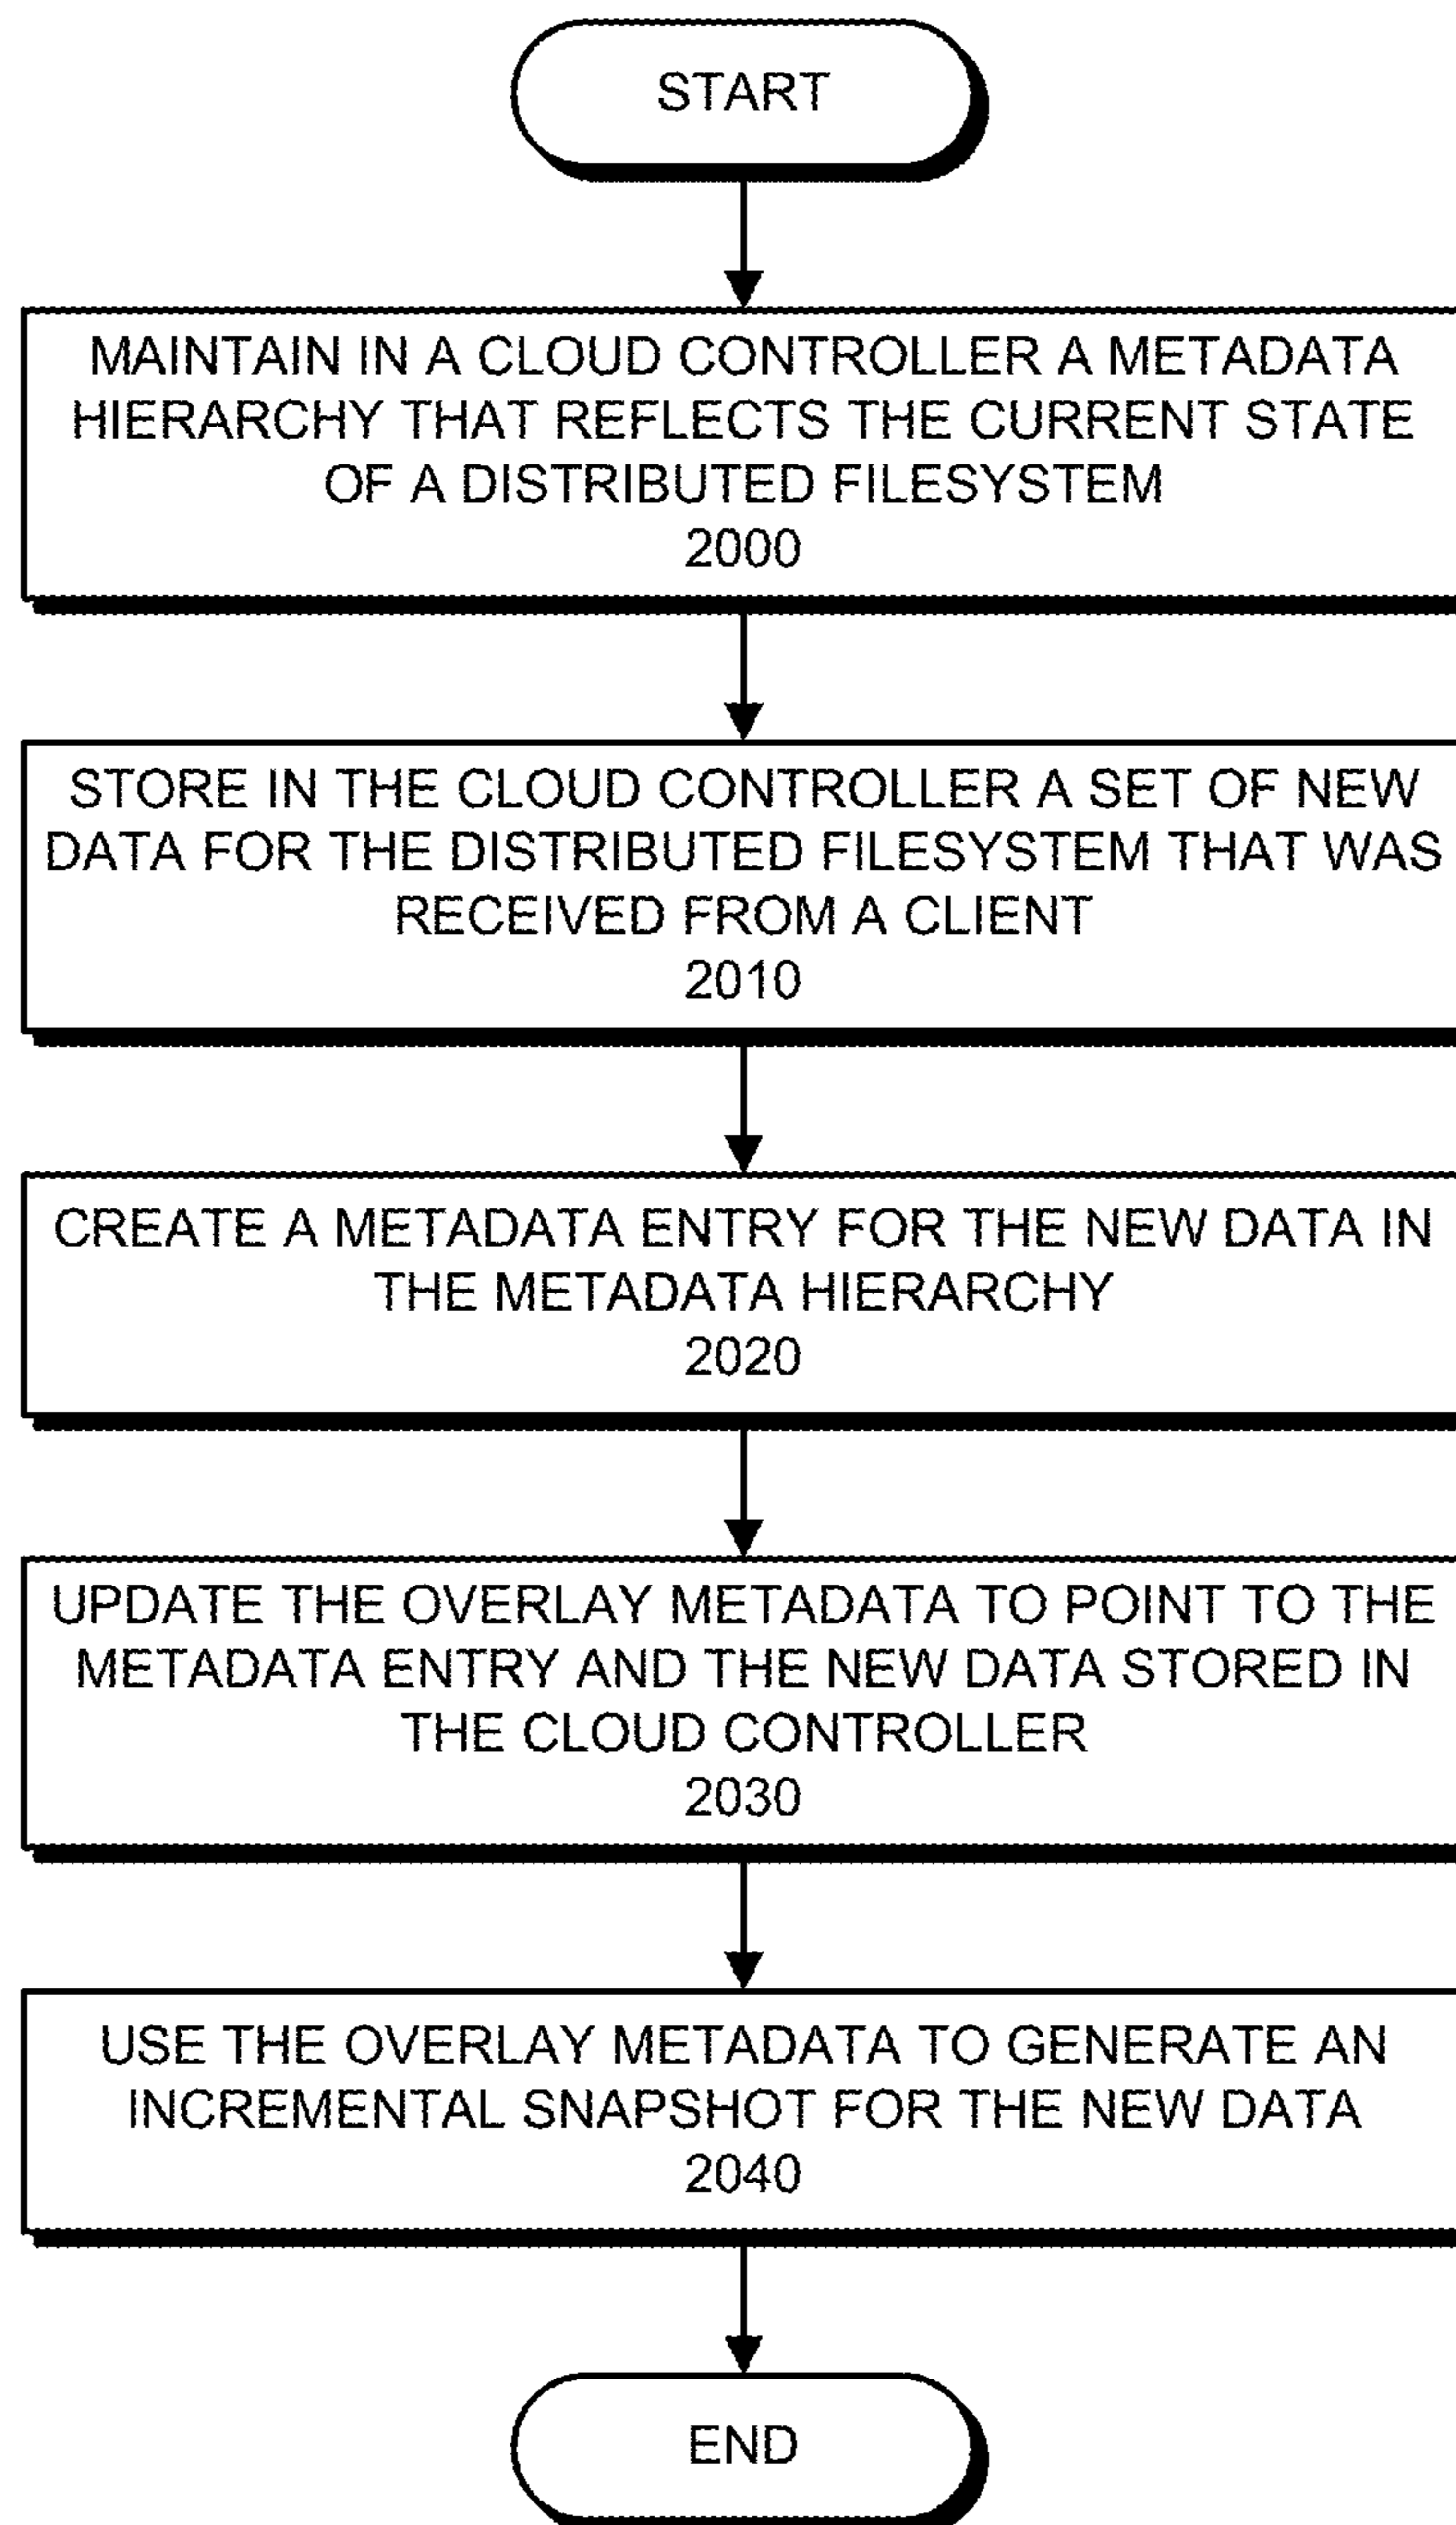 START
MAINTAIN IN A CLOUD CONTROLLER A METADATA
HIERARCHY THAT REFLECTS THE CURRENT STATE
OF A DISTRIBUTED FILESYSTEM
2000
STORE IN THE CLOUD CONTROLLER A SET OF NEW
DATA FOR THE DISTRIBUTED FILESYSTEM THAT WAS
RECEIVED FROM A CLIENT
2010
CREATE A METADATA ENTRY FOR THE NEW DATA IN
THE METADATA HIERARCHY
2020
UPDATE THE OVERLAY METADATA TO POINT TO THE
METADATA ENTRY AND THE NEW DATA STORED IN
THE CLOUD CONTROLLER
2030
USE THE OVERLAY METADATA TO GENERATE AN
INCREMENTAL SNAPSHOT FOR THE NEW DATA
2040
END